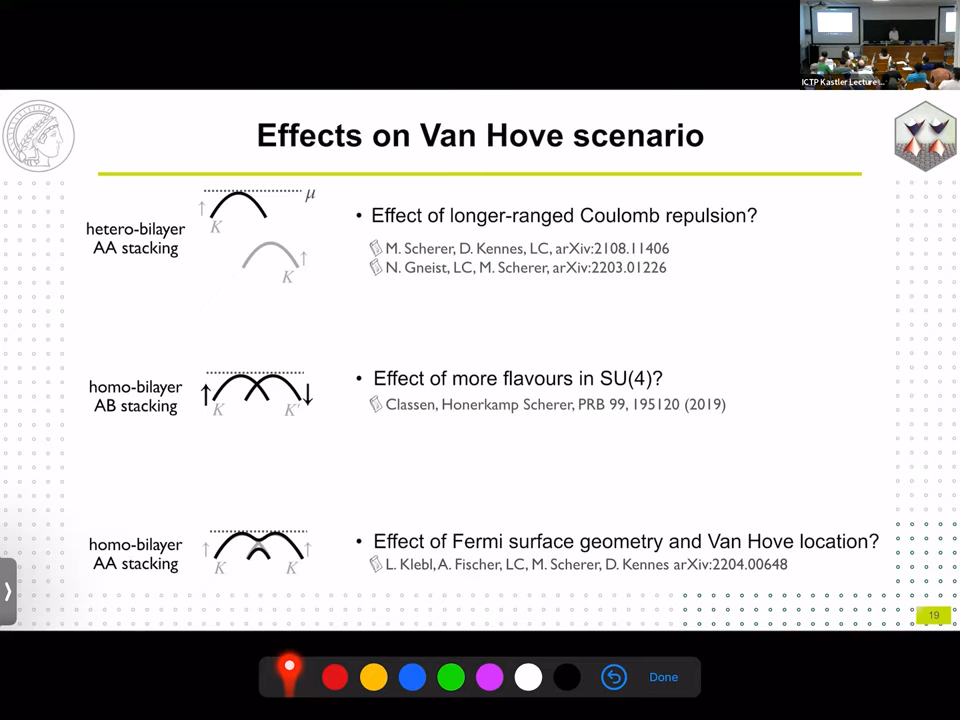 ICTP Kastler Lecture ...
Effects on Van Hove scenario
μ
↑
K
hetero-bilayer
AA stacking
K
↑
• Effect of longer-ranged Coulomb repulsion?
M. Scherer, D. Kennes, LC, arXiv:2108.11406
N. Gneist, LC, M. Scherer, arXiv:2203.01226
homo-bilayer
AB stacking
↑
K
K'
↓
• Effect of more flavours in SU(4)?
Classen, Honerkamp Scherer, PRB 99, 195120 (2019)
homo-bilayer
AA stacking
↑
K
K
↑
• Effect of Fermi surface geometry and Van Hove location?
L. Klebl, A. Fischer, LC, M. Scherer, D. Kennes arXiv:2204.00648
19
Done